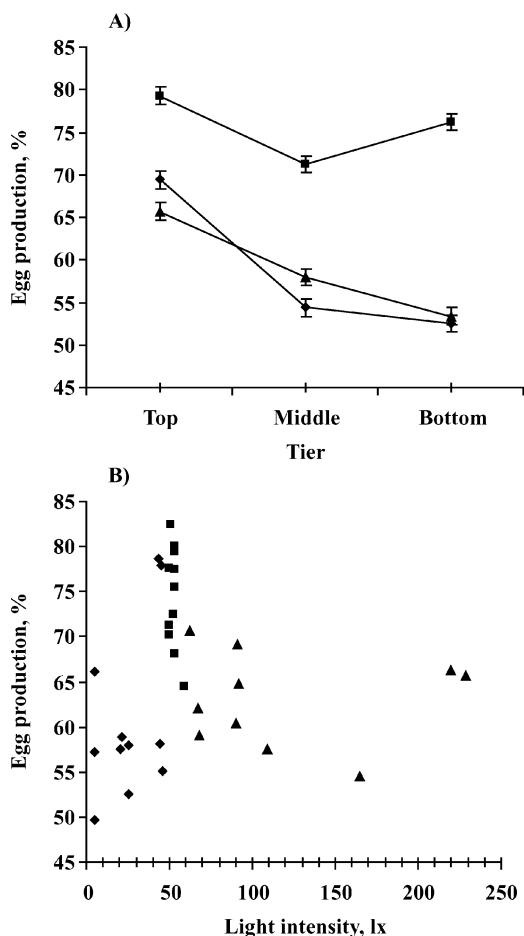 A)
85
80
75
70
65
60
55
50
45
Egg production, %
Top Middle Bottom
Tier
B)
85
80
75
70
65
60
55
50
45
Egg production, %
0 50 100 150 200 250
Light intensity, lx